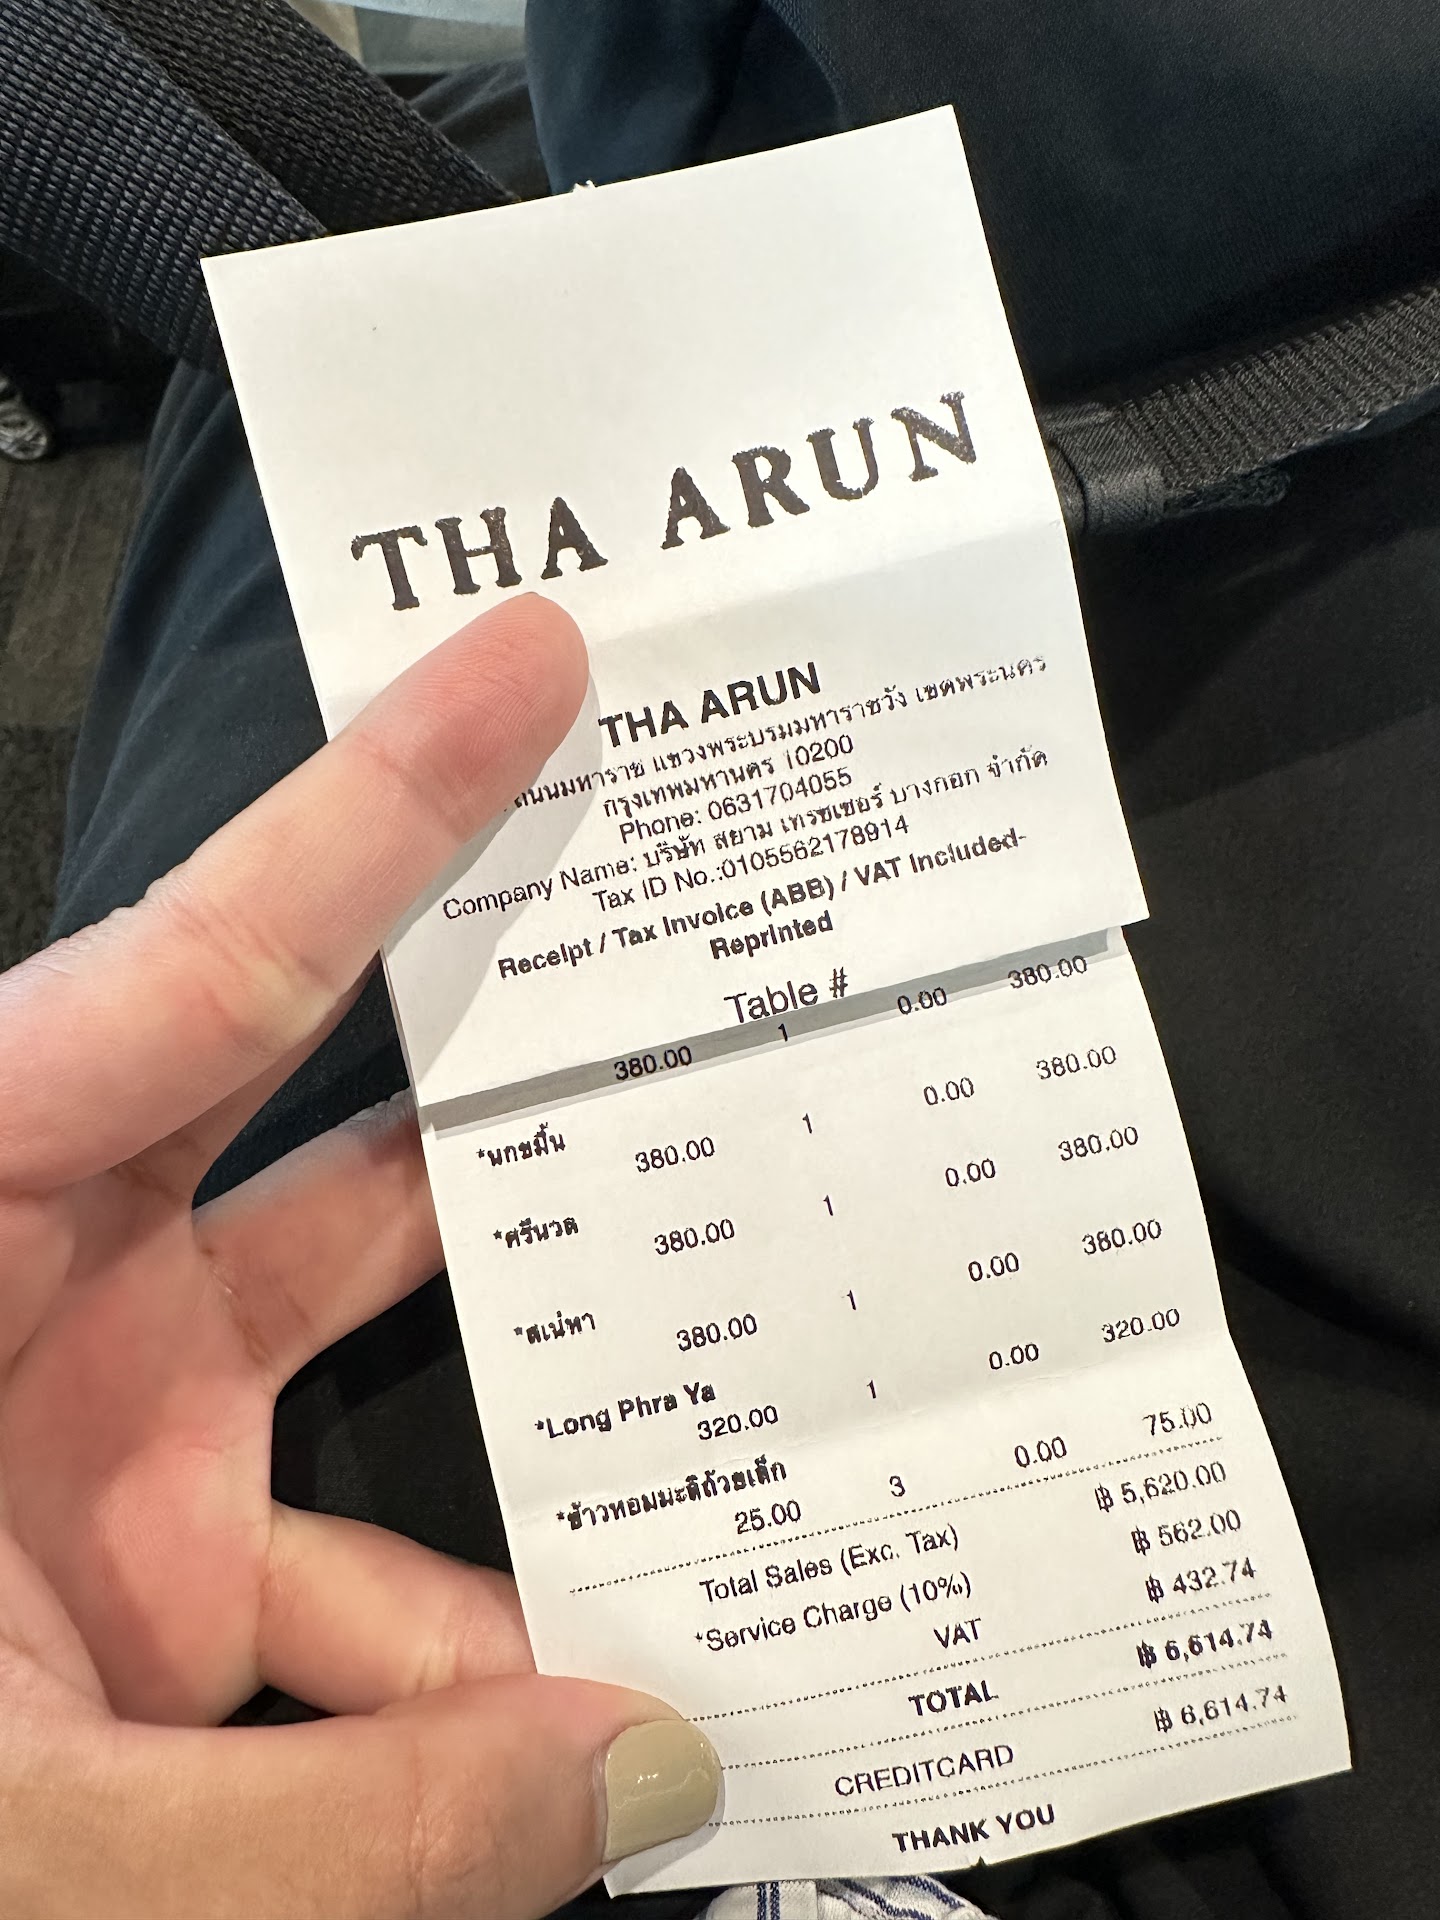 THA ARUN
THA ARUN
ถนนมหาราช แขวงพระบรมมหาราชวัง เขตพระนคร
กรุงเทพมหานคร 10200
Phone: 0631704055
Company Name: บริษัท สยาม เทรชเชอร์ บางกอก จำกัด
Tax ID No.:0105562178914
Receipt / Tax Invoice (ABB) / VAT Included-
Reprinted
Table #
380.00 1 0.00 380.00
*นกขมิ้น
380.00 1 0.00 380.00
*ศรีนวล
380.00 1 0.00 380.00
*สเน่หา
380.00 1 0.00 380.00
*Long Phra Ya
320.00 1 0.00 320.00
*ข้าวหอมมะลิถ้วยเล็ก
25.00 3 0.00 75.00
Total Sales (Exc. Tax) ฿ 5,620.00
*Service Charge (10%) ฿ 562.00
VAT ฿ 432.74
TOTAL ฿ 6,614.74
CREDITCARD ฿ 6,614.74
THANK YOU